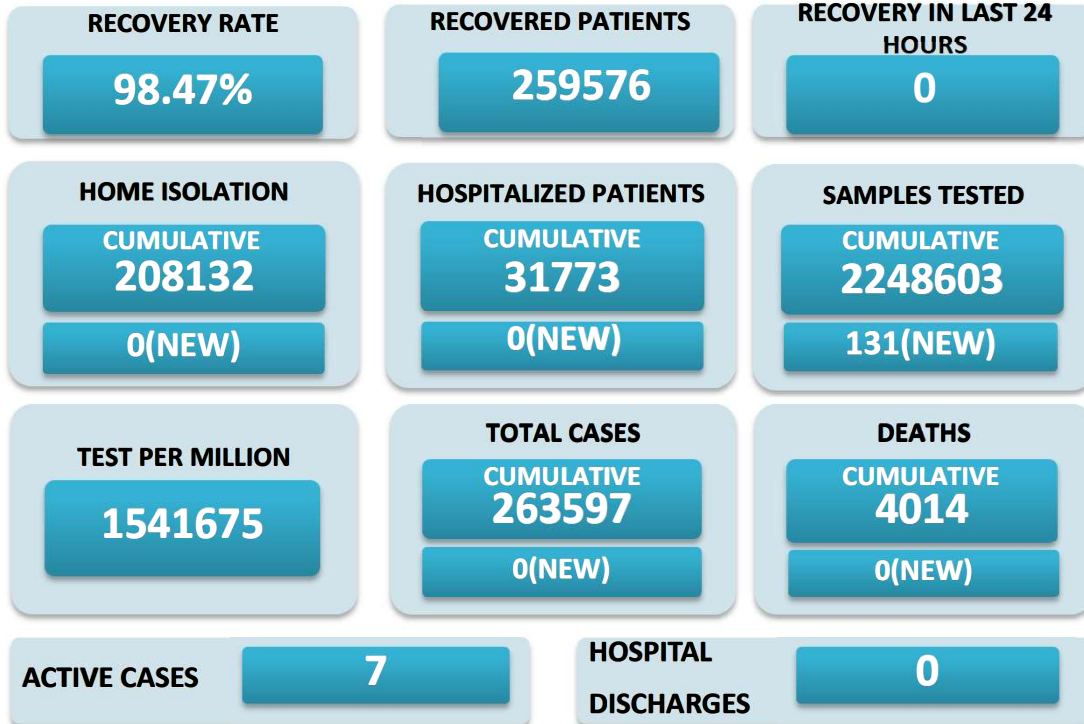 RECOVERY RATE
98.47%
RECOVERED PATIENTS
259576
RECOVERY IN LAST 24
HOURS
0
HOME ISOLATION
CUMULATIVE
208132
0(NEW)
HOSPITALIZED PATIENTS
CUMULATIVE
31773
0(NEW)
SAMPLES TESTED
CUMULATIVE
2248603
131(NEW)
TEST PER MILLION
1541675
TOTAL CASES
CUMULATIVE
263597
0(NEW)
DEATHS
CUMULATIVE
4014
0(NEW)
ACTIVE CASES
7
HOSPITAL
DISCHARGES
0